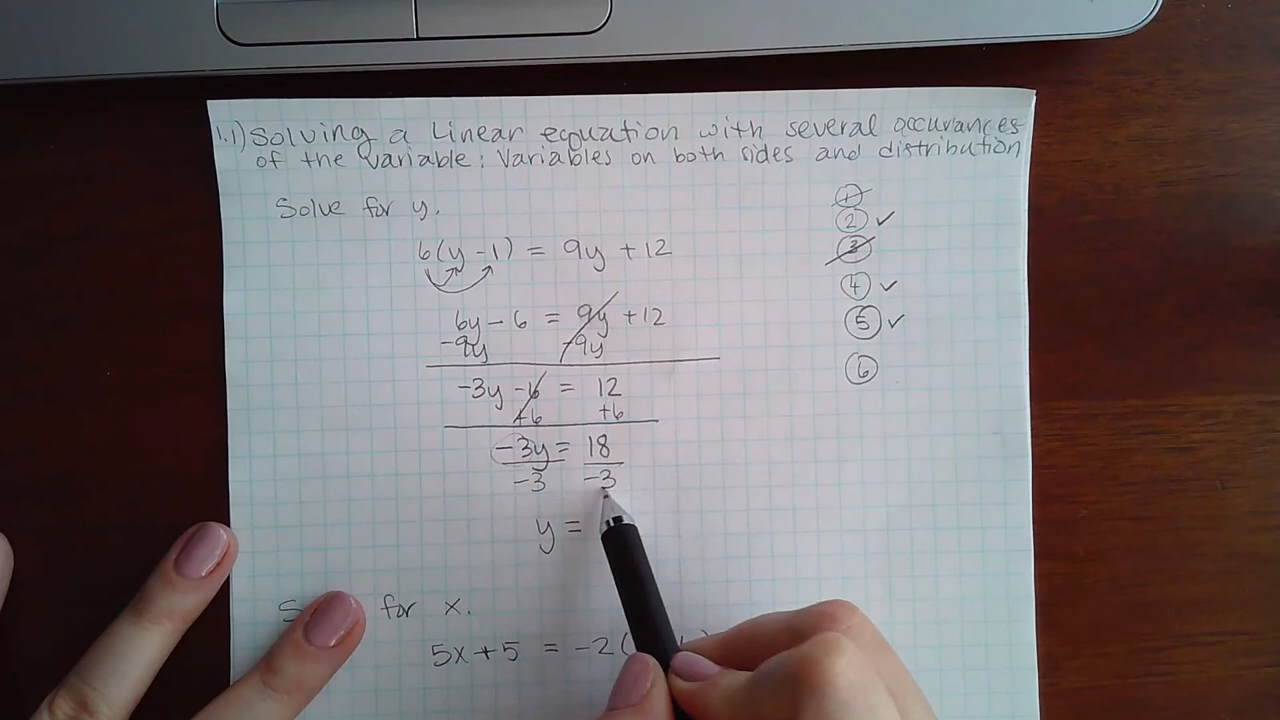 1.1) Solving a Linear equation with several occurances
of the variable: Variables on both sides and distribution
Solve for y.
1
2 ✓
6(y-1) = 9y+12
3
4 ✓
6y-6 = 9y+12
5 ✓
-9y -9y
6
-3y-6 = 12
+6 +6
-3y = 18
-3 -3
y =
for x.
5x+5 = -2(